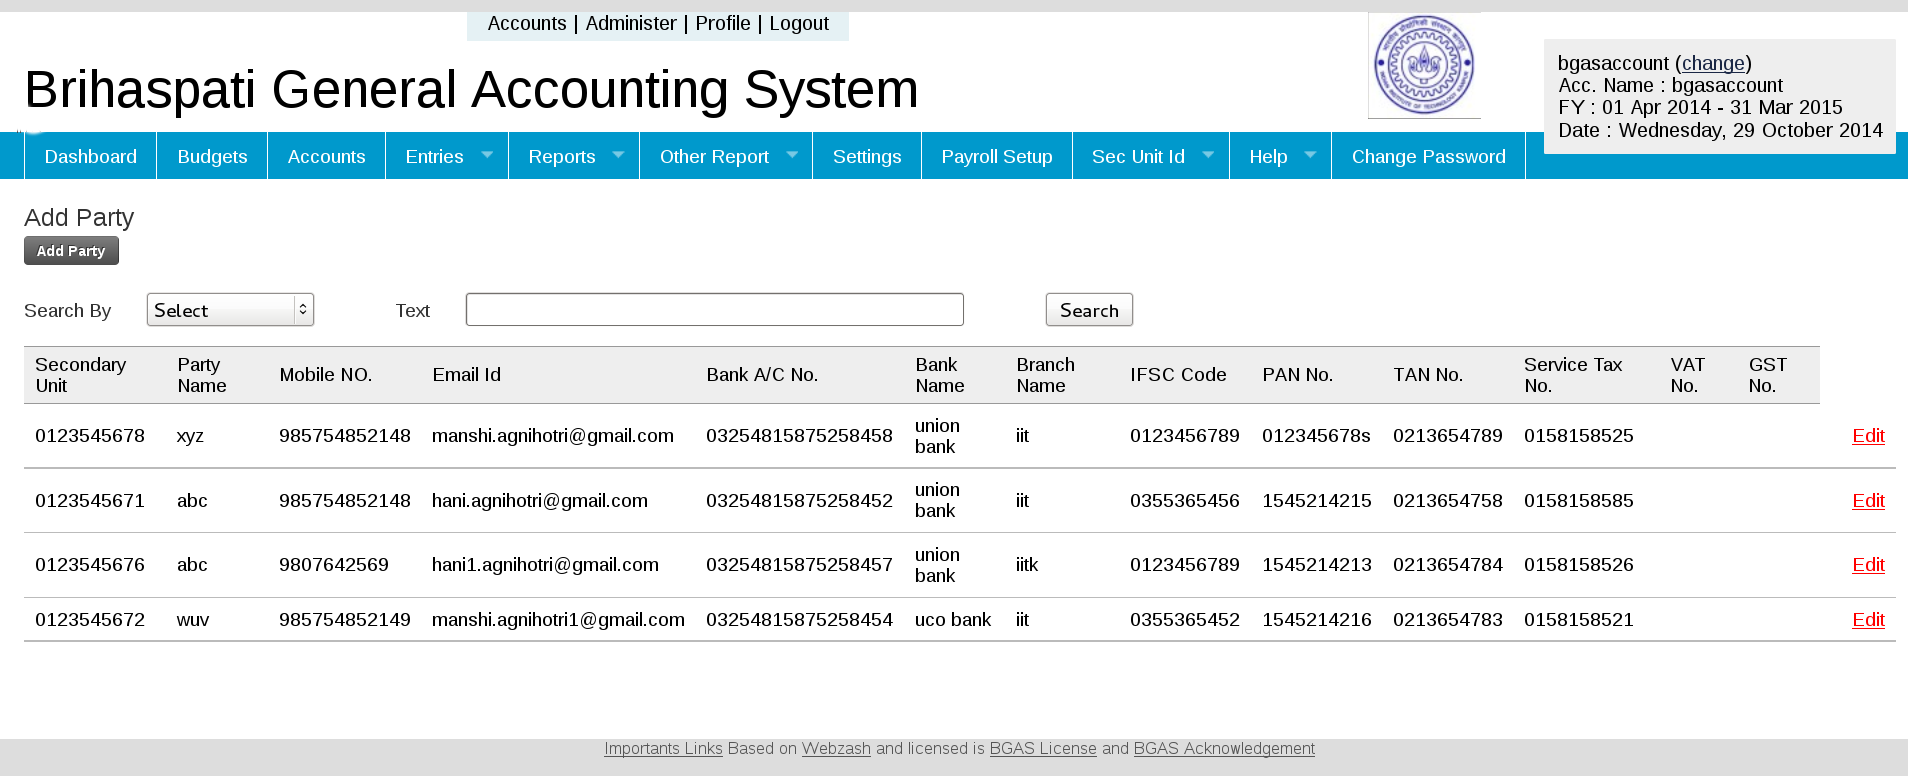 Accounts | Administer | Profile | Logout
Brihaspati General Accounting System
bgasaccount (change)
Acc. Name : bgasaccount
FY : 01 Apr 2014 - 31 Mar 2015
Date : Wednesday, 29 October 2014
Dashboard Budgets Accounts Entries Reports Other Report Settings Payroll Setup Sec Unit Id Help Change Password
Add Party
Add Party
Search By Select Text Search
Secondary Unit Party Name Mobile NO. Email Id Bank A/C No. Bank Name Branch Name IFSC Code PAN No. TAN No. Service Tax No. VAT No. GST No.
0123545678 xyz 985754852148 manshi.agnihotri@gmail.com 03254815875258458 union bank iit 0123456789 012345678s 0213654789 0158158525 Edit
0123545671 abc 985754852148 hani.agnihotri@gmail.com 03254815875258452 union bank iit 0355365456 1545214215 0213654758 0158158585 Edit
0123545676 abc 9807642569 hani1.agnihotri@gmail.com 03254815875258457 union bank iitk 0123456789 1545214213 0213654784 0158158526 Edit
0123545672 wuv 985754852149 manshi.agnihotri1@gmail.com 03254815875258454 uco bank iit 0355365452 1545214216 0213654783 0158158521 Edit
Importants Links Based on Webzash and licensed is BGAS License and BGAS Acknowledgement